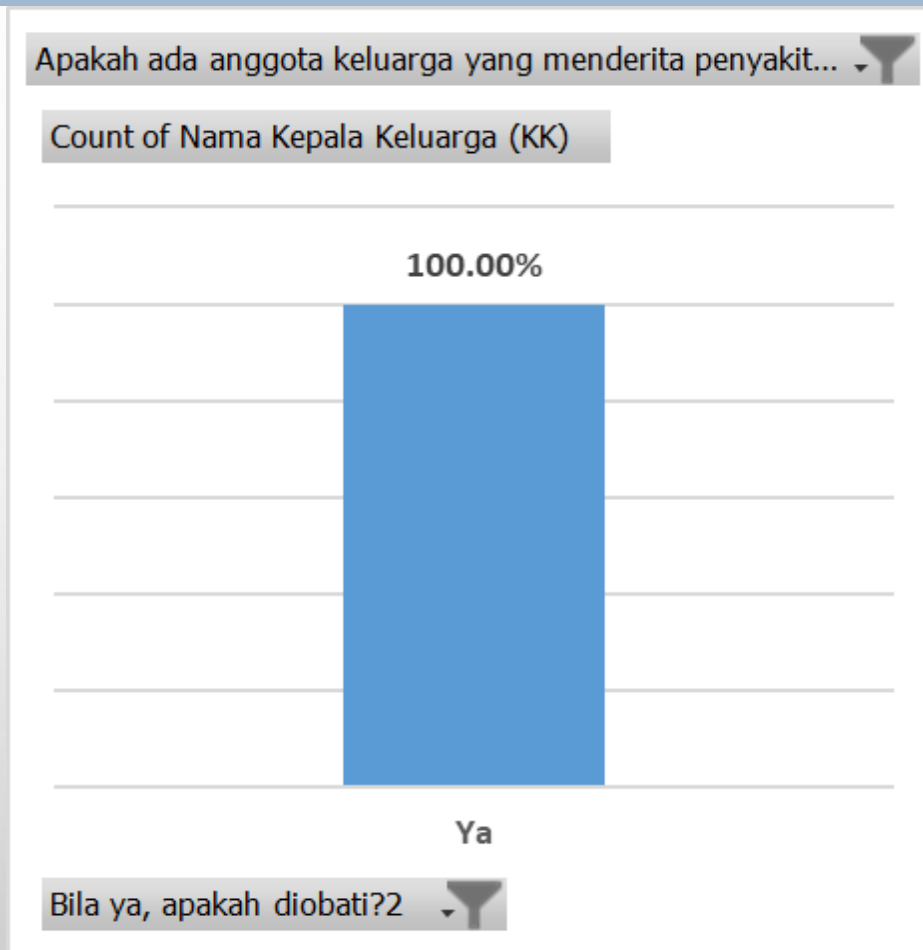 Apakah ada anggota keluarga yang menderita penyakit...
Count of Nama Kepala Keluarga (KK)
100.00%
Ya
Bila ya, apakah diobati?2